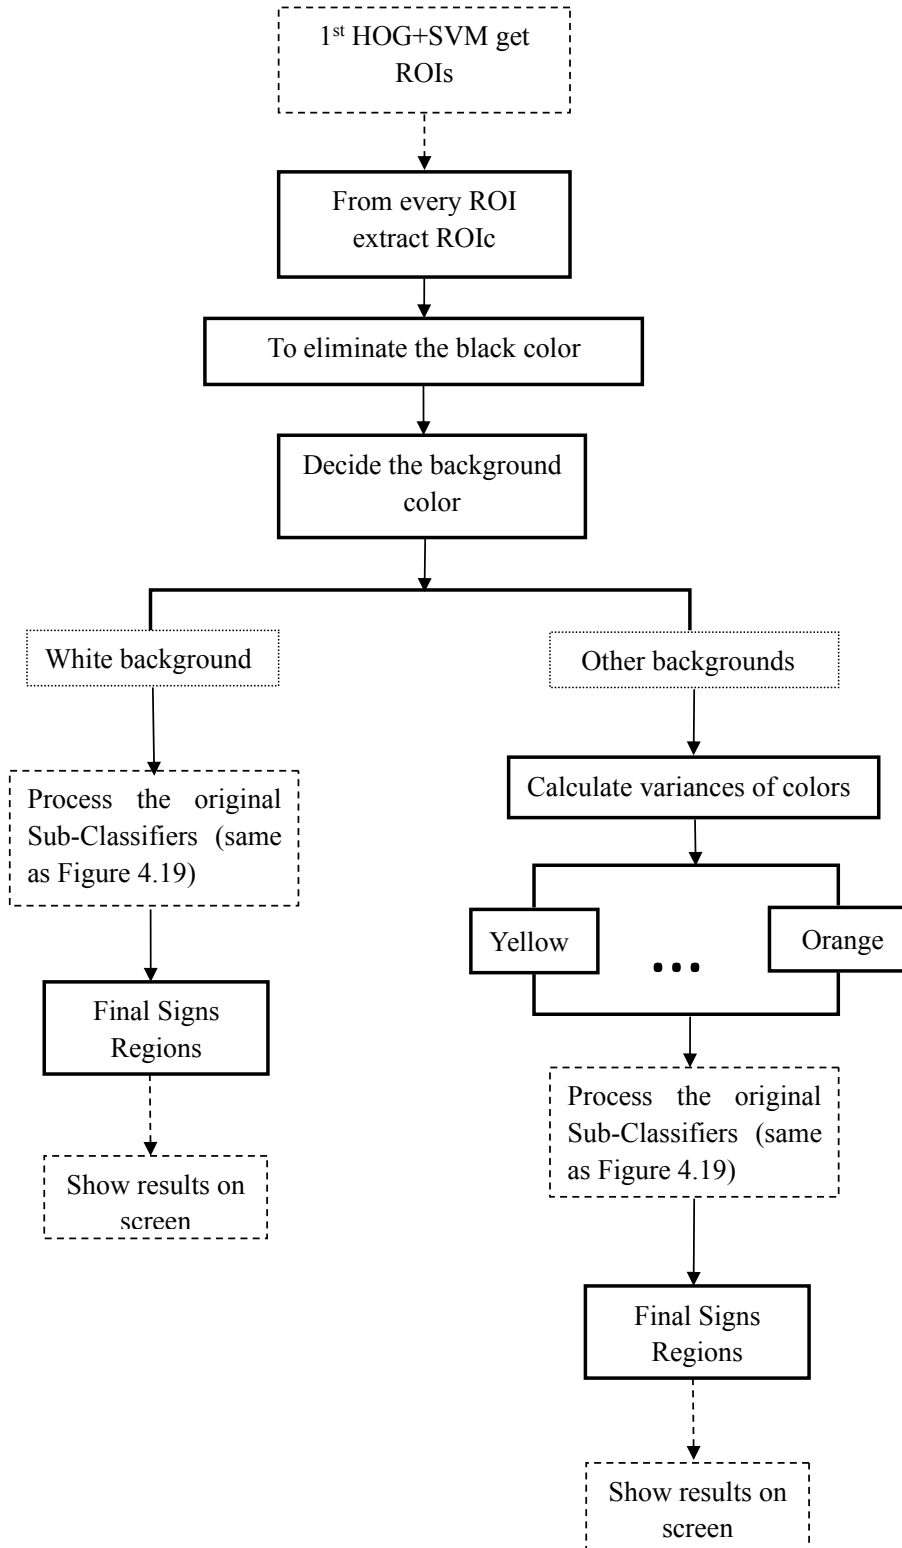 1st HOG+SVM get
ROIs
From every ROI
extract ROIc
To eliminate the black color
Decide the background
color
White background
Other backgrounds
Process the original
Sub-Classifiers (same
as Figure 4.19)
Calculate variances of colors
Yellow
...
Orange
Final Signs
Regions
Process the original
Sub-Classifiers (same
as Figure 4.19)
Show results on
screen
Final Signs
Regions
Show results on
screen